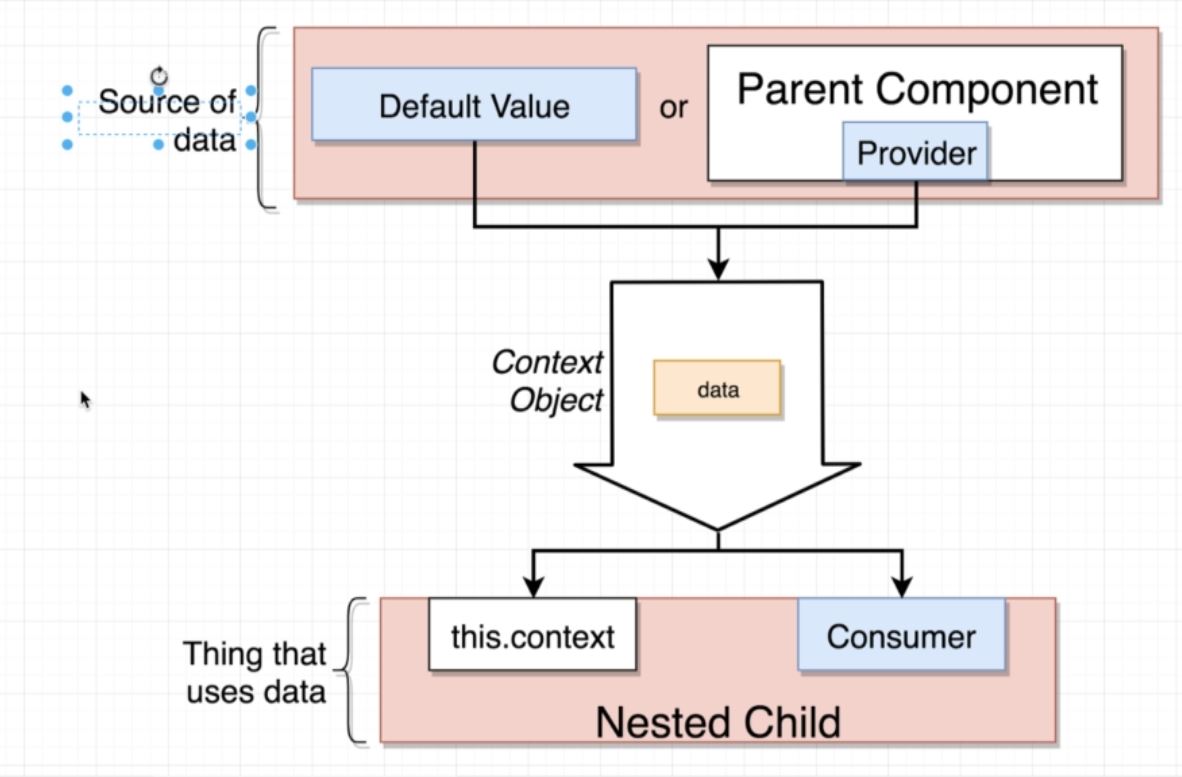 Source of
data
Default Value
or
Parent Component
Provider
Context
Object
data
Thing that
uses data
this.context
Consumer
Nested Child